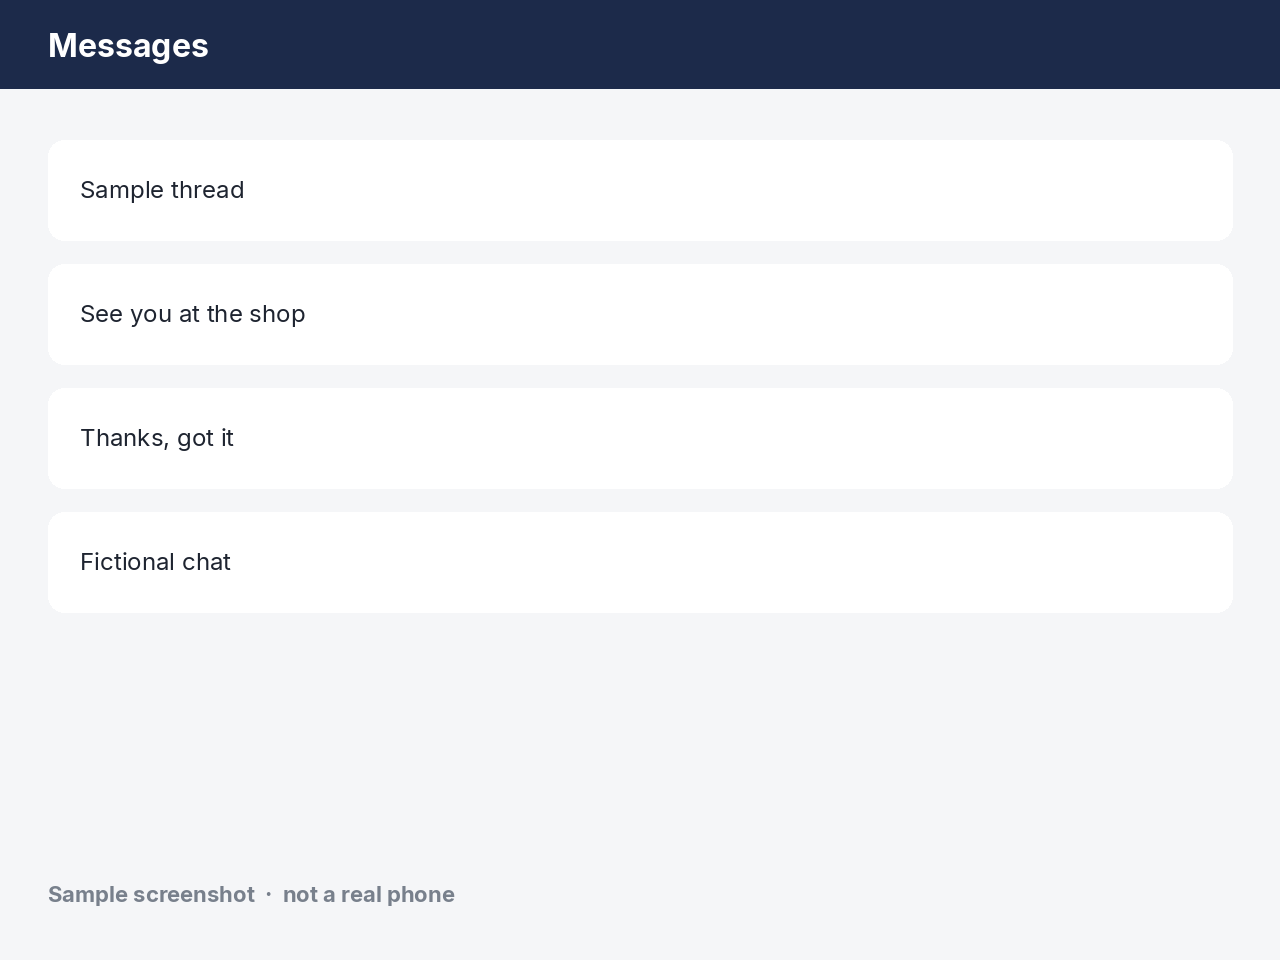 Messages
Sample thread
See you at the shop
Thanks, got it
Fictional chat
Sample screenshot · not a real phone